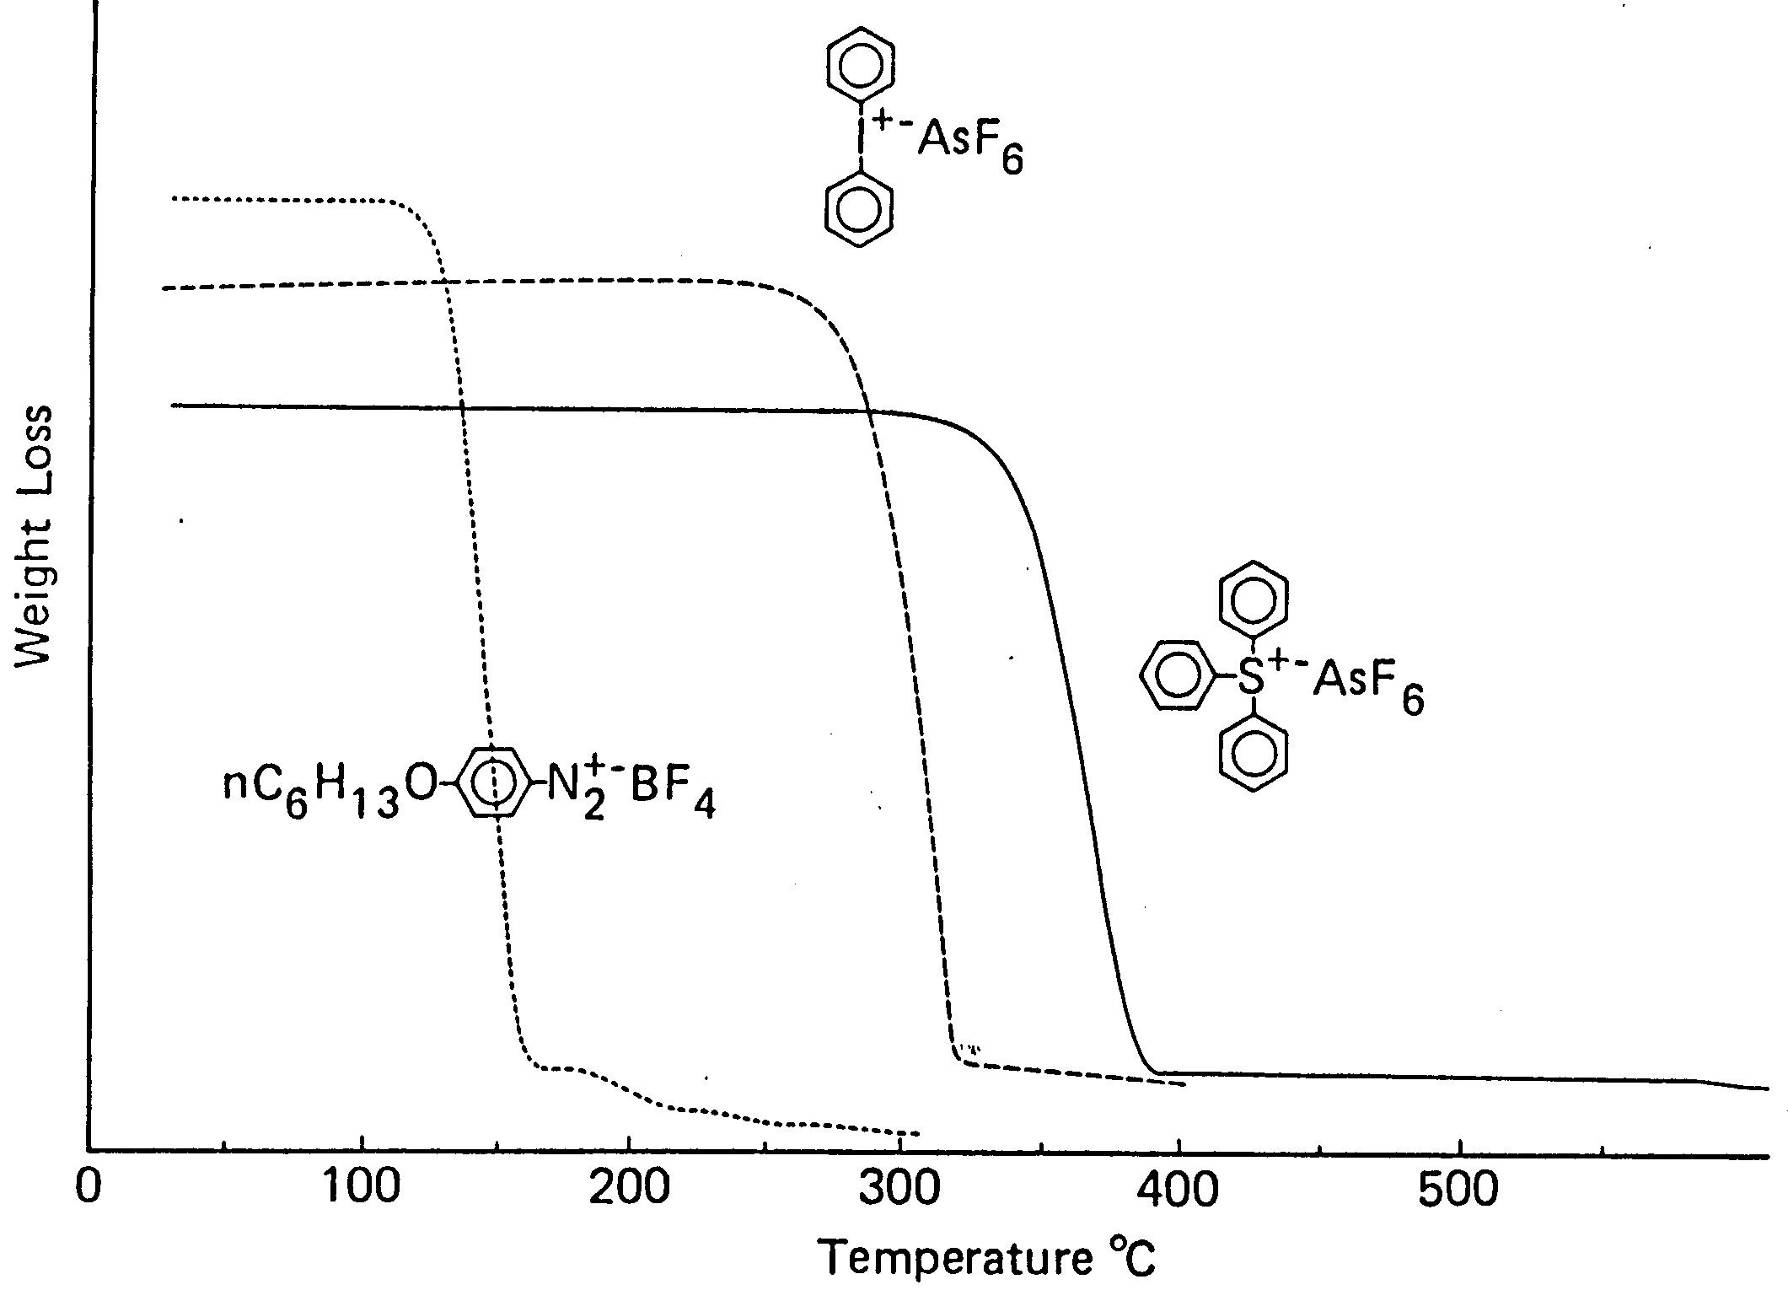 +-AsF6
Weight Loss
S+-AsF6
nC6H13O-N2+-BF4
0 100 200 300 400 500
Temperature °C